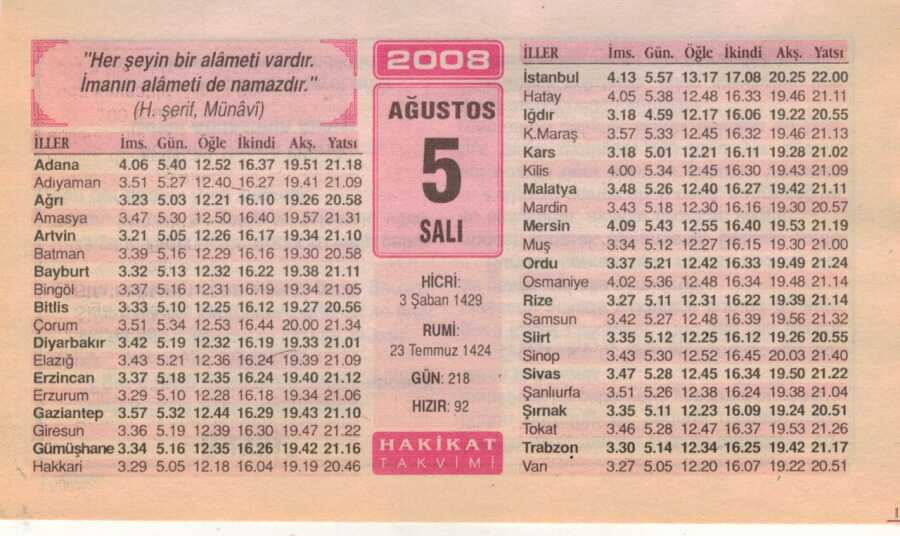 "Her şeyin bir alâmeti vardır.
İmanın alâmeti de namazdır."
(H. şerif, Münâvî)
İLLER İms. Gün. Öğle İkindi Akş. Yatsı
Adana 4.06 5.40 12.52 16.37 19.51 21.18
Adıyaman 3.51 5.27 12.40 16.27 19.41 21.09
Ağrı 3.23 5.03 12.21 16.10 19.26 20.58
Amasya 3.47 5.30 12.50 16.40 19.57 21.31
Artvin 3.21 5.05 12.26 16.17 19.34 21.10
Batman 3.39 5.16 12.29 16.16 19.30 20.58
Bayburt 3.32 5.13 12.32 16.22 19.38 21.11
Bingöl 3.37 5.16 12.31 16.19 19.34 21.05
Bitlis 3.33 5.10 12.25 16.12 19.27 20.56
Çorum 3.51 5.34 12.53 16.44 20.00 21.34
Diyarbakır 3.42 5.19 12.32 16.19 19.33 21.01
Elazığ 3.43 5.21 12.36 16.24 19.39 21.09
Erzincan 3.37 5.18 12.35 16.24 19.40 21.12
Erzurum 3.29 5.10 12.28 16.18 19.34 21.06
Gaziantep 3.57 5.32 12.44 16.29 19.43 21.10
Giresun 3.36 5.19 12.39 16.30 19.47 21.22
Gümüşhane 3.34 5.16 12.35 16.26 19.42 21.16
Hakkari 3.29 5.05 12.18 16.04 19.19 20.46
2008
AĞUSTOS
5
SALI
HİCRİ:
3 Şaban 1429
RUMİ:
23 Temmuz 1424
GÜN: 218
HIZIR: 92
HAKİKAT
TAKVİMİ
İLLER İms. Gün. Öğle İkindi Akş. Yatsı
İstanbul 4.13 5.57 13.17 17.08 20.25 22.00
Hatay 4.05 5.38 12.48 16.33 19.46 21.11
Iğdır 3.18 4.59 12.17 16.06 19.22 20.55
K.Maraş 3.57 5.33 12.45 16.32 19.46 21.13
Kars 3.18 5.01 12.21 16.11 19.28 21.02
Kilis 4.00 5.34 12.45 16.30 19.43 21.09
Malatya 3.48 5.26 12.40 16.27 19.42 21.11
Mardin 3.43 5.18 12.30 16.16 19.30 20.57
Mersin 4.09 5.43 12.55 16.40 19.53 21.19
Muş 3.34 5.12 12.27 16.15 19.30 21.00
Ordu 3.37 5.21 12.42 16.33 19.49 21.24
Osmaniye 4.02 5.36 12.48 16.34 19.48 21.14
Rize 3.27 5.11 12.31 16.22 19.39 21.14
Samsun 3.42 5.27 12.48 16.39 19.56 21.32
Siirt 3.35 5.12 12.25 16.12 19.26 20.55
Sinop 3.43 5.30 12.52 16.45 20.03 21.40
Sivas 3.47 5.28 12.45 16.34 19.50 21.22
Şanlıurfa 3.51 5.26 12.38 16.24 19.38 21.04
Şırnak 3.35 5.11 12.23 16.09 19.24 20.51
Tokat 3.46 5.28 12.47 16.37 19.53 21.26
Trabzon 3.30 5.14 12.34 16.25 19.42 21.17
Van 3.27 5.05 12.20 16.07 19.22 20.51
1